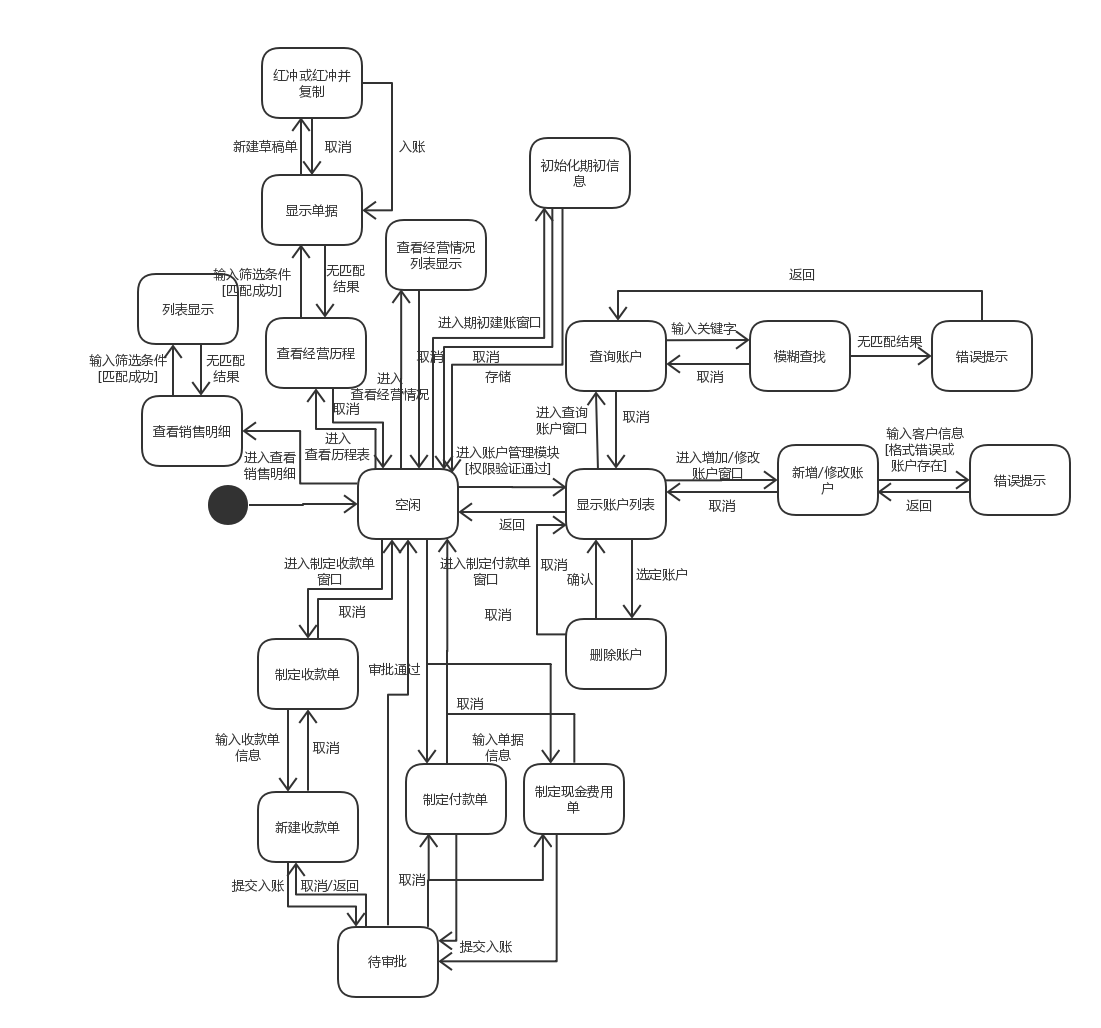 红冲或红冲并
复制
新建草稿单
取消
入账
初始化期初信
息
显示单据
查看经营情况
列表显示
输入筛选条件
[匹配成功]
无匹配
结果
返回
列表显示
进入期初建账窗口
输入关键字
无匹配结果
查看经营历程
取消
取消
查询账户
模糊查找
错误提示
输入筛选条件
[匹配成功]
无匹配
结果
存储
取消
进入
查看经营情况
取消
进入查询
账户窗口
取消
查看销售明细
进入
查看历程表
进入查看
销售明细
进入账户管理模块
[权限验证通过]
进入增加/修改
账户窗口
输入客户信息
[格式错误或
账户存在]
新增/修改账
户
错误提示
空闲
显示账户列表
取消
返回
返回
进入制定收款单
窗口
进入制定付款单
窗口
取消
确认
选定账户
取消
取消
制定收款单
审批通过
删除账户
取消
输入收款单
信息
取消
输入单据
信息
制定付款单
制定现金费用
单
新建收款单
提交入账
取消/返回
取消
提交入账
待审批